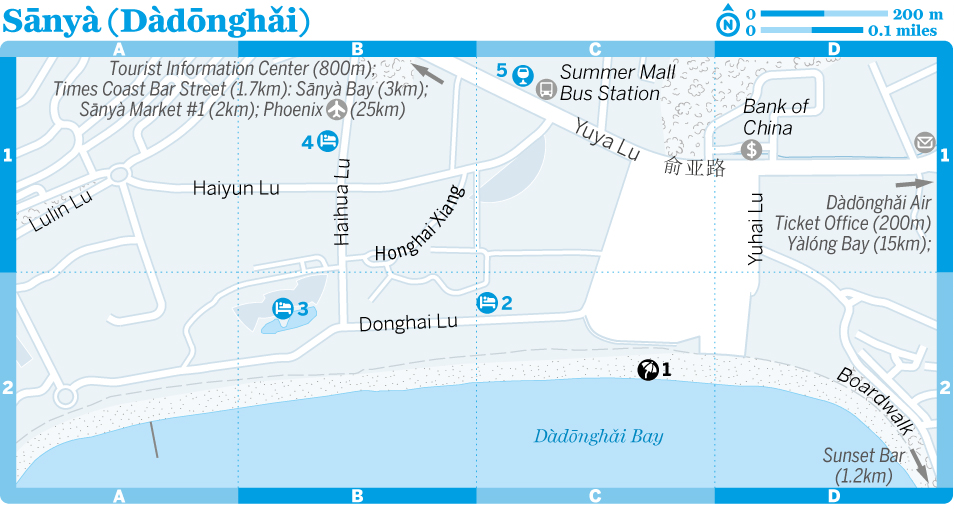 Sānyà (Dàdōnghǎi)
N
0 200 m
0 0.1 miles
A B C D
Tourist Information Center (800m);
Times Coast Bar Street (1.7km): Sānyà Bay (3km);
Sānyà Market #1 (2km); Phoenix (25km)
5
Summer Mall
Bus Station
Bank of
China
$
4
Yuya Lu
俞亚路
1
1
Haiyun Lu
Lulin Lu
Haihua Lu
Honghai Xiang
Yuhai Lu
Dàdōnghǎi Air
Ticket Office (200m)
Yàlóng Bay (15km);
3
2
Donghai Lu
1
2
2
Boardwalk
Dàdōnghǎi Bay
Sunset Bar
(1.2km)
A B C D